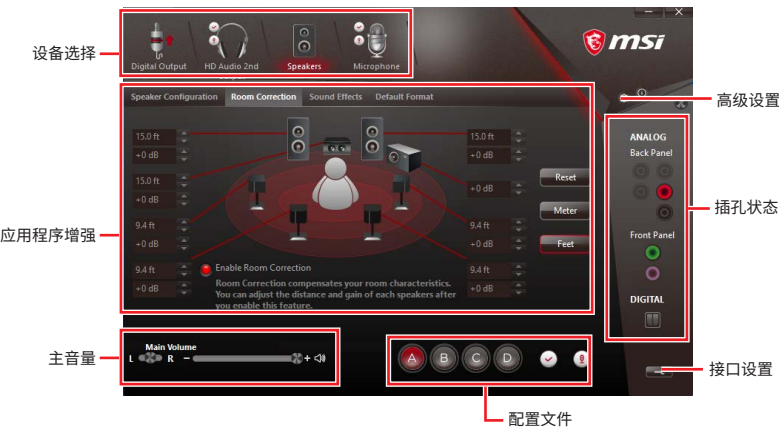 设备选择
Digital Output
HD Audio 2nd
Output
Speakers
Microphone
msi
高级设置
Speaker Configuration
Room Correction
Sound Effects
Default Format
15.0 ft
+0 dB
15.0 ft
+0 dB
9.4 ft
+0 dB
9.4 ft
+0 dB
15.0 ft
+0 dB
+0 dB
9.4 ft
+0 dB
9.4 ft
+0 dB
Reset
Meter
Feet
应用程序增强
Enable Room Correction
Room Correction compensates your room characteristics.
You can adjust the distance and gain of each speakers after
you enable this feature.
ANALOG
Back Panel
Front Panel
DIGITAL
插孔状态
主音量
Main Volume
L R - +
A B C D
接口设置
配置文件